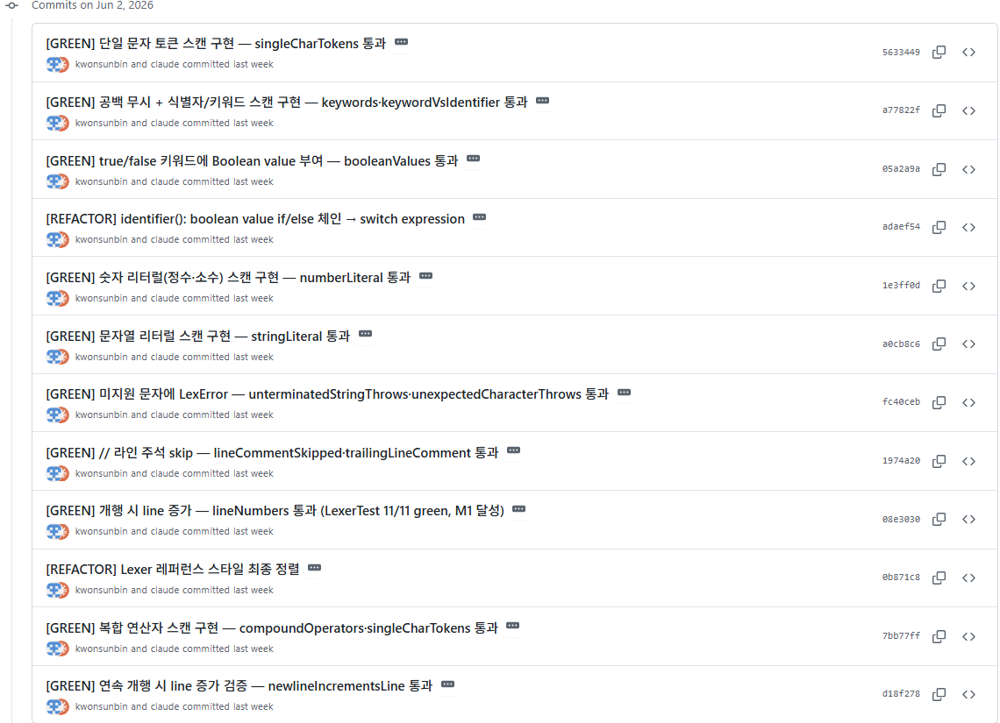 Commits on Jun 2, 2026
[GREEN] 단일 문자 토큰 스캔 구현 — singleCharTokens 통과
5633449
kwonsunbin and claude committed last week
[GREEN] 공백 무시 + 식별자/키워드 스캔 구현 — keywords·keywordVsIdentifier 통과
a77822f
kwonsunbin and claude committed last week
[GREEN] true/false 키워드에 Boolean value 부여 — booleanValues 통과
05a2a9a
kwonsunbin and claude committed last week
[REFACTOR] identifier(): boolean value if/else 체인 → switch expression
adaef54
kwonsunbin and claude committed last week
[GREEN] 숫자 리터럴(정수·소수) 스캔 구현 — numberLiteral 통과
1e3ff0d
kwonsunbin and claude committed last week
[GREEN] 문자열 리터럴 스캔 구현 — stringLiteral 통과
a0cb8c6
kwonsunbin and claude committed last week
[GREEN] 미지원 문자에 LexError — unterminatedStringThrows·unexpectedCharacterThrows 통과
fc40ceb
kwonsunbin and claude committed last week
[GREEN] // 라인 주석 skip — lineCommentSkipped·trailingLineComment 통과
1974a20
kwonsunbin and claude committed last week
[GREEN] 개행 시 line 증가 — lineNumbers 통과 (LexerTest 11/11 green, M1 달성)
08e3030
kwonsunbin and claude committed last week
[REFACTOR] Lexer 레퍼런스 스타일 최종 정렬
0b871c8
kwonsunbin and claude committed last week
[GREEN] 복합 연산자 스캔 구현 — compoundOperators·singleCharTokens 통과
7bb77ff
kwonsunbin and claude committed last week
[GREEN] 연속 개행 시 line 증가 검증 — newlineIncrementsLine 통과
d18f278
kwonsunbin and claude committed last week